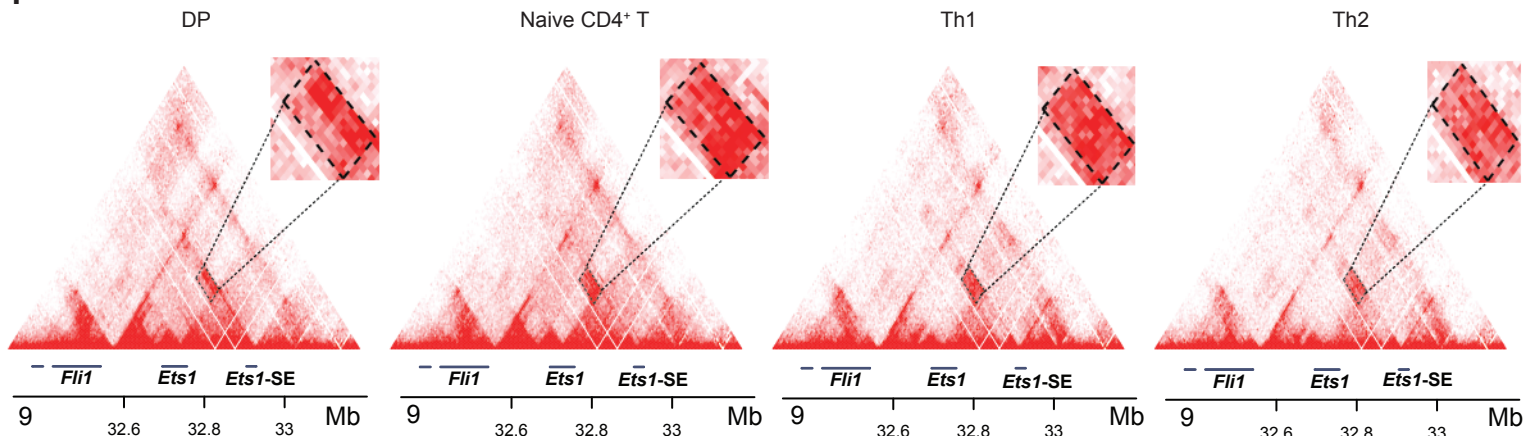 DP
Naive CD4⁺ T
Th1
Th2
Fli1 Ets1 Ets1-SE
Fli1 Ets1 Ets1-SE
Fli1 Ets1 Ets1-SE
Fli1 Ets1 Ets1-SE
9 32.6 32.8 33 Mb
9 32.6 32.8 33 Mb
9 32.6 32.8 33 Mb
9 32.6 32.8 33 Mb